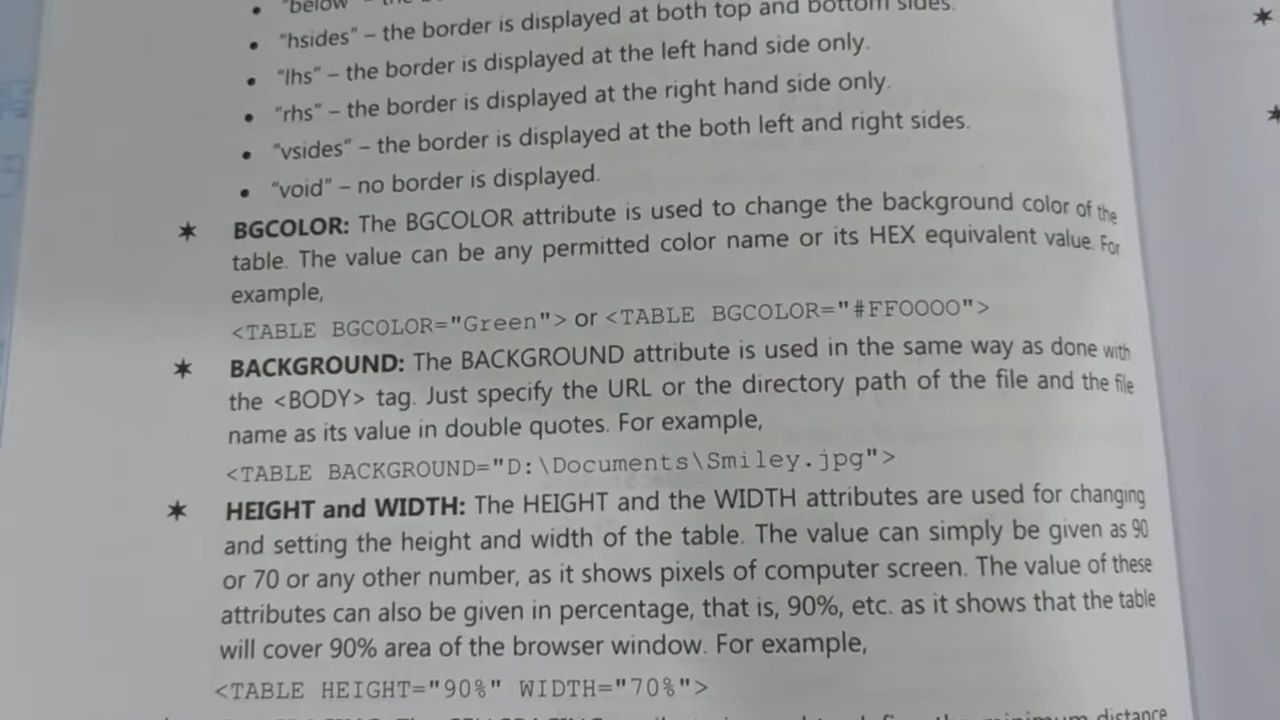 • "below" – the
• "hsides" – the border is displayed at both top and bottom sides.
• "lhs" – the border is displayed at the left hand side only.
• "rhs" – the border is displayed at the right hand side only.
• "vsides" – the border is displayed at the both left and right sides.
• "void" – no border is displayed.
✶ BGCOLOR: The BGCOLOR attribute is used to change the background color of the
table. The value can be any permitted color name or its HEX equivalent value. For
example,
<TABLE BGCOLOR="Green"> or <TABLE BGCOLOR="#FF0000">
✶ BACKGROUND: The BACKGROUND attribute is used in the same way as done with
the <BODY> tag. Just specify the URL or the directory path of the file and the file
name as its value in double quotes. For example,
<TABLE BACKGROUND="D:\Documents\Smiley.jpg">
✶ HEIGHT and WIDTH: The HEIGHT and the WIDTH attributes are used for changing
and setting the height and width of the table. The value can simply be given as 90
or 70 or any other number, as it shows pixels of computer screen. The value of these
attributes can also be given in percentage, that is, 90%, etc. as it shows that the table
will cover 90% area of the browser window. For example,
<TABLE HEIGHT="90%" WIDTH="70%">
distance